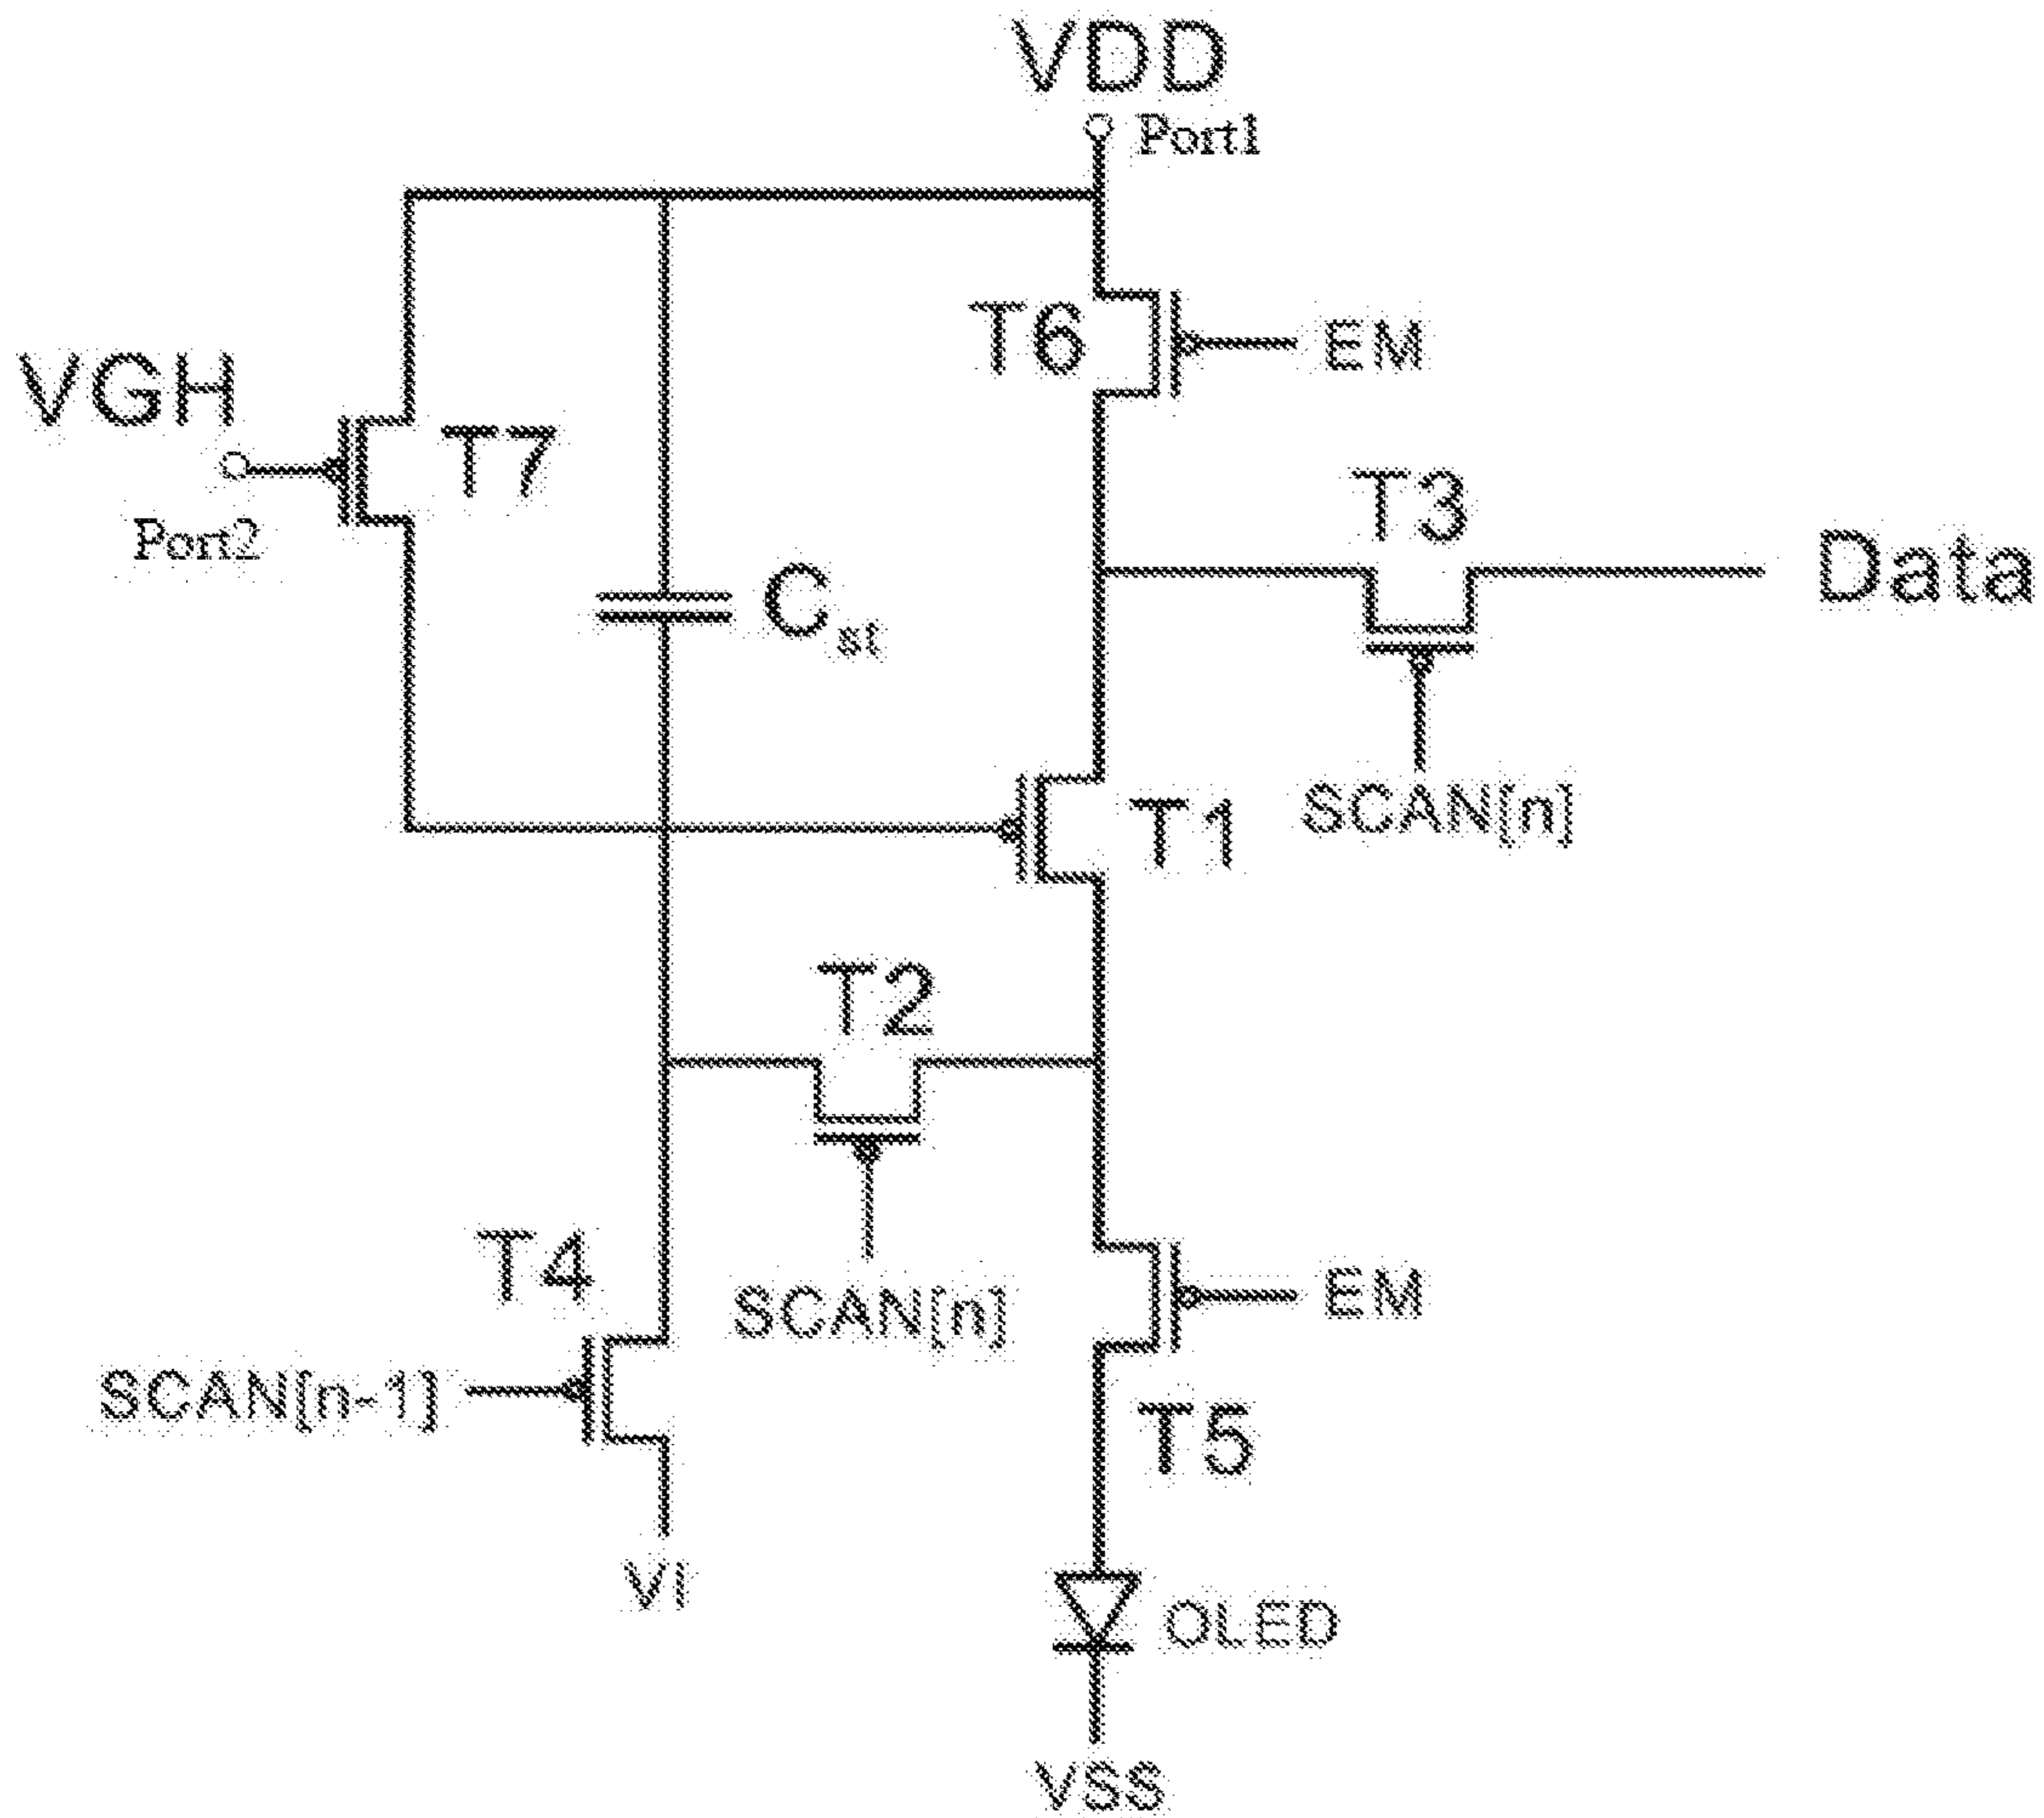 VDD
Port1
T6
EM
VGH
T7
Port2
T3
Data
Cst
SCAN[n]
T1
T2
T4
SCAN[n]
EM
SCAN[n-1]
T5
VI
OLED
VSS